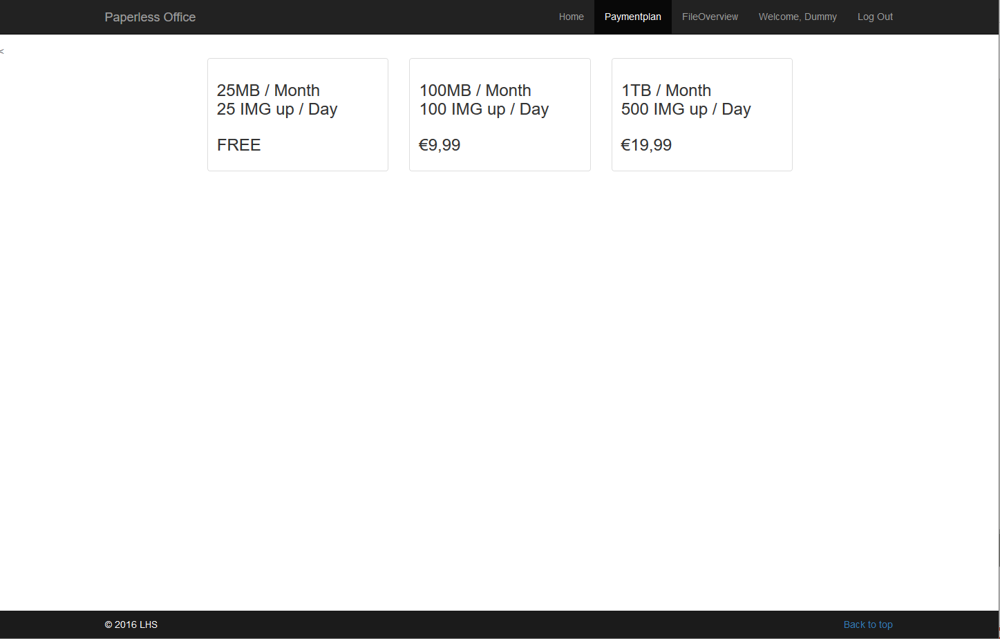 Paperless Office
Home
Paymentplan
FileOverview
Welcome, Dummy
Log Out
<
25MB / Month
25 IMG up / Day
FREE
100MB / Month
100 IMG up / Day
€9,99
1TB / Month
500 IMG up / Day
€19,99
© 2016 LHS
Back to top